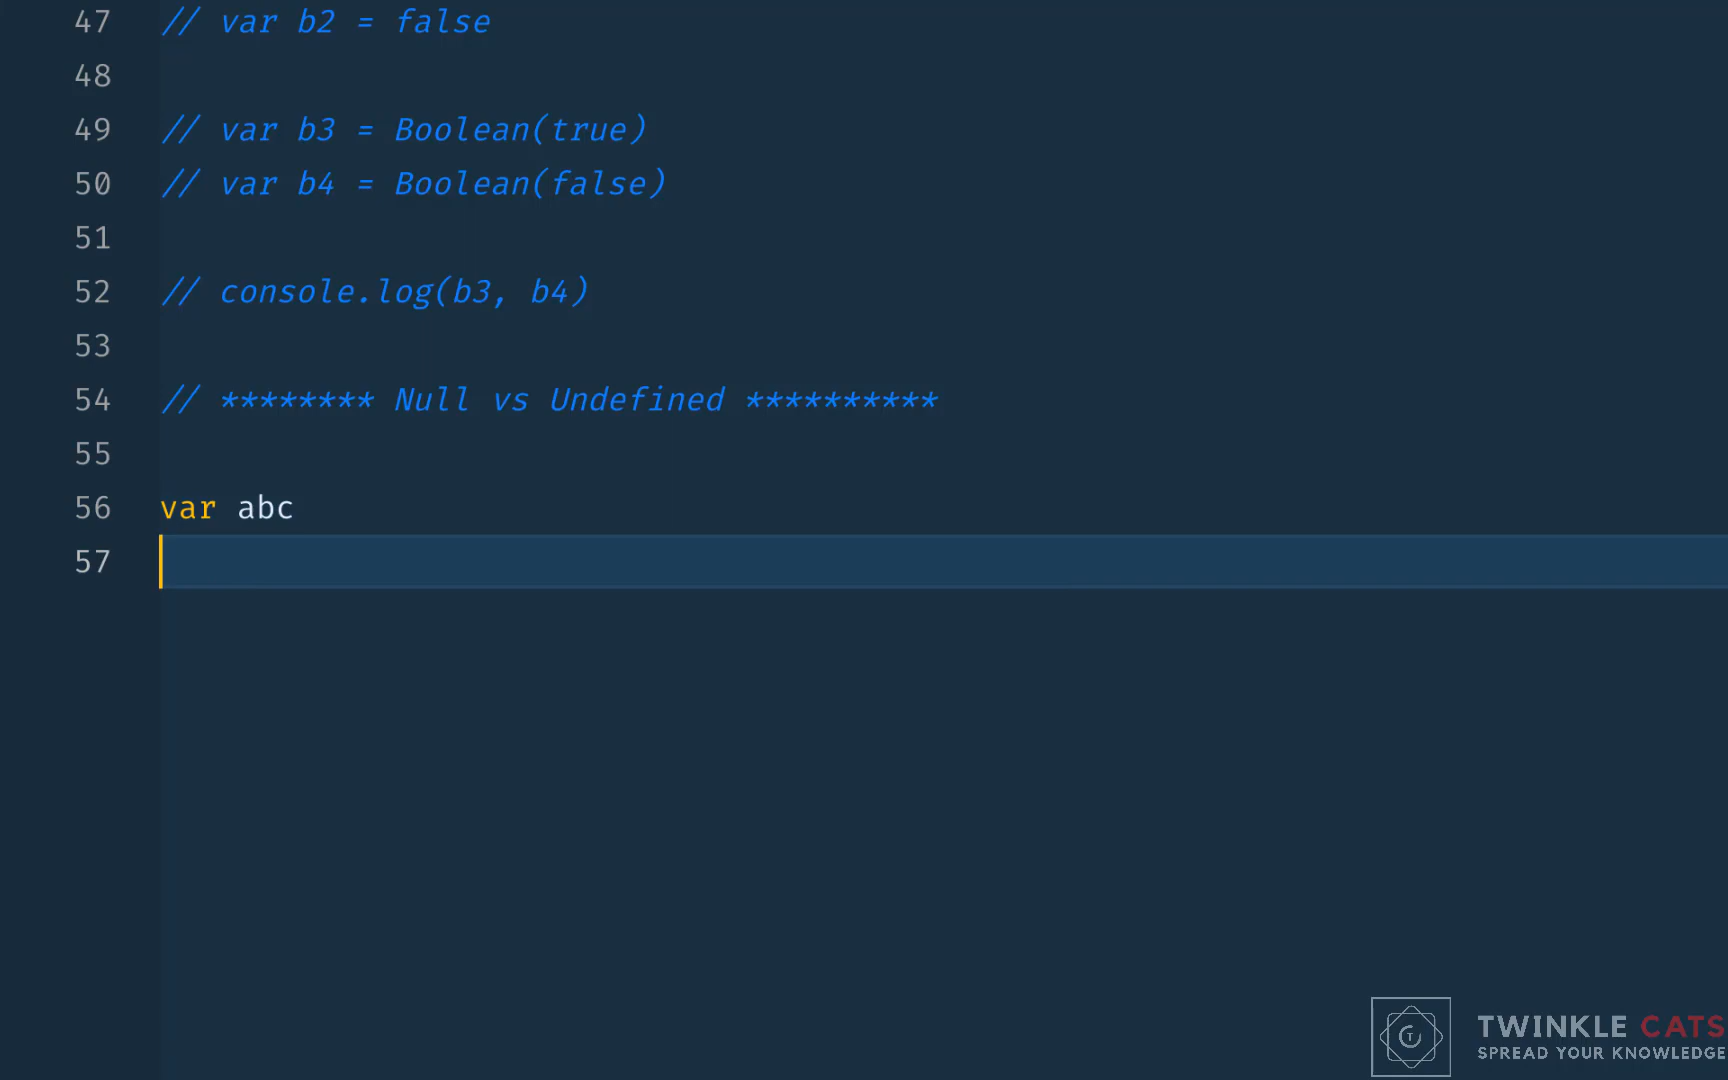 47 // var b2 = false
48
49 // var b3 = Boolean(true)
50 // var b4 = Boolean(false)
51
52 // console.log(b3, b4)
53
54 // ******** Null vs Undefined **********
55
56 var abc
57
TWINKLE CATS
SPREAD YOUR KNOWLEDGE